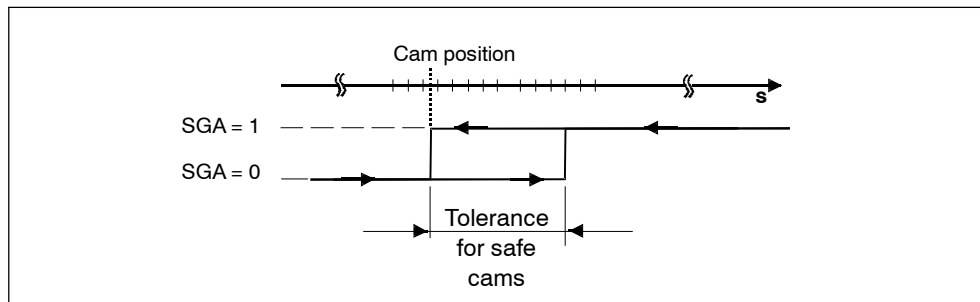 Cam position
s
SGA = 1
SGA = 0
Tolerance
for safe
cams